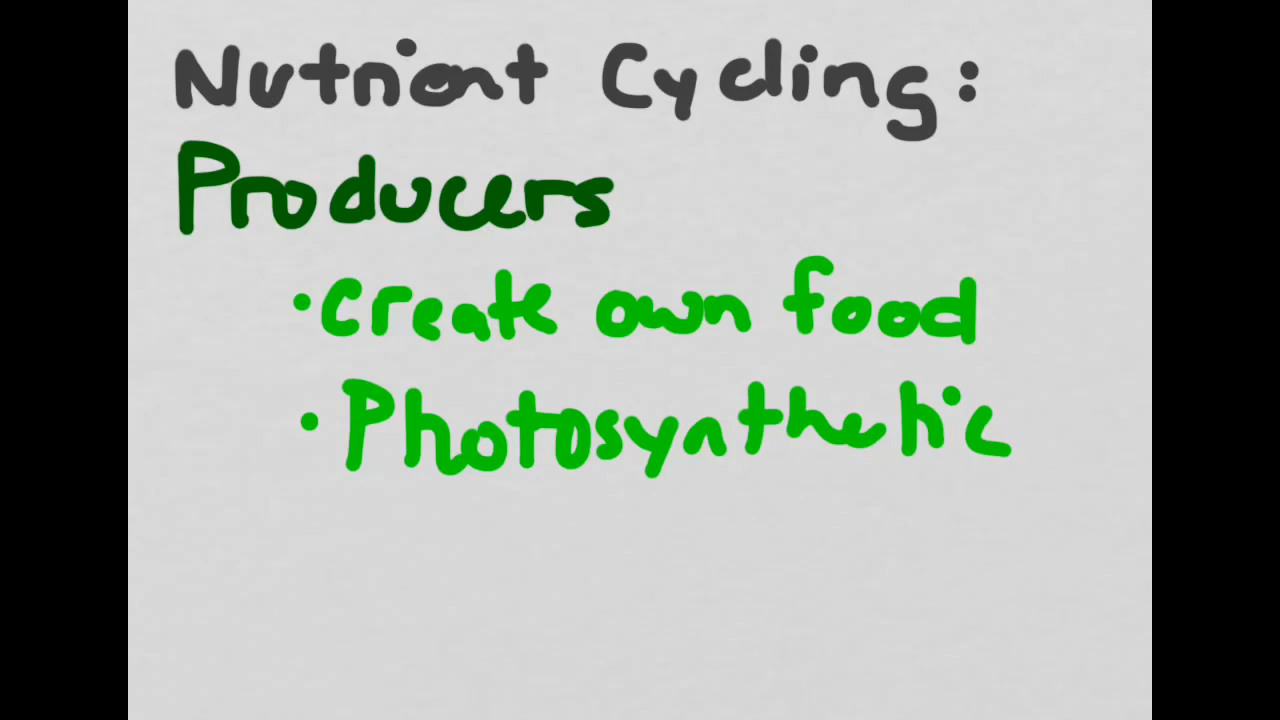 Nutrient Cycling:
Producers
• create own food
• Photosynthetic